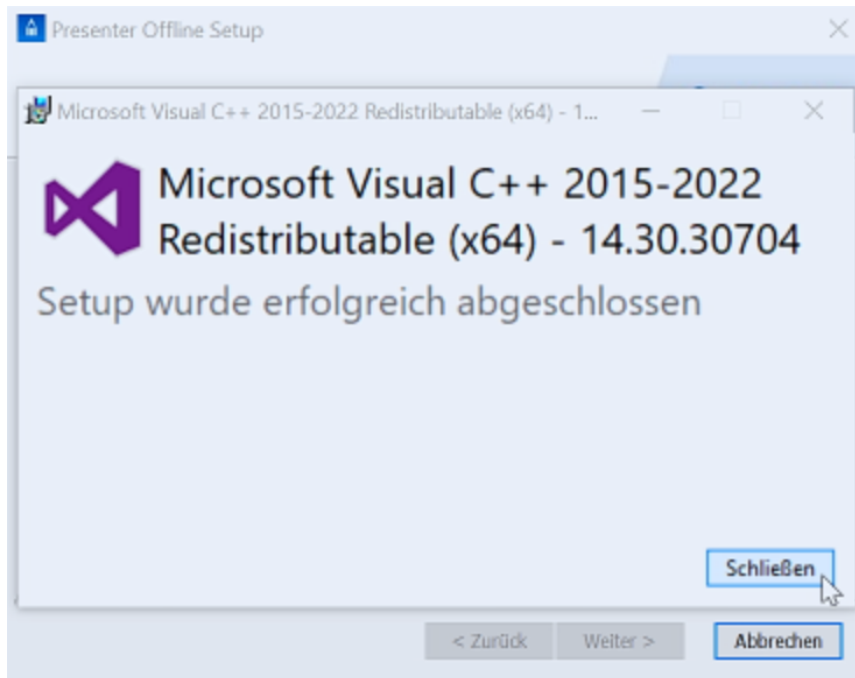 Presenter Offline Setup
Microsoft Visual C++ 2015-2022 Redistributable (x64) - 1...
Microsoft Visual C++ 2015-2022
Redistributable (x64) - 14.30.30704
Setup wurde erfolgreich abgeschlossen
Schließen
< Zurück Weiter > Abbrechen